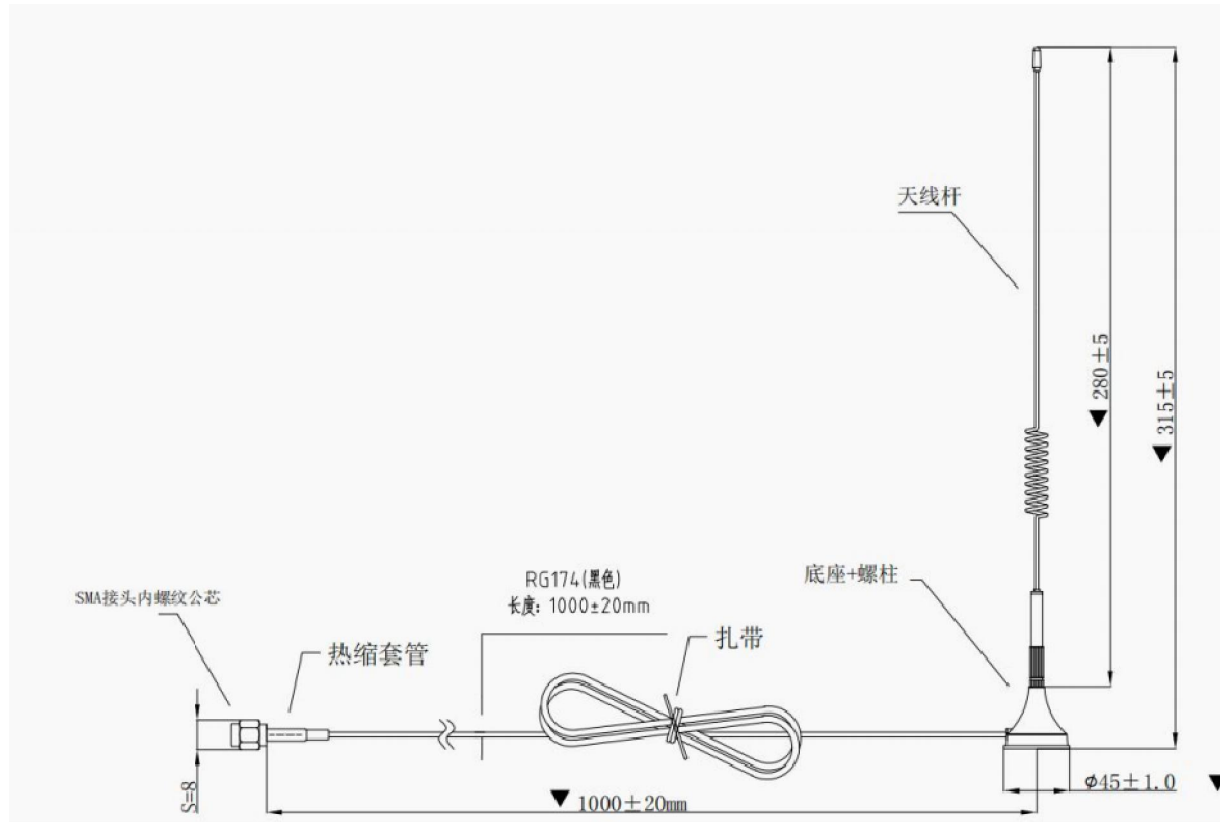 天线杆
280±5
315±5
RG174(黑色)
长度: 1000±20mm
底座+螺柱
SMA接头内螺纹公芯
扎带
热缩套管
S=8
1000±20mm
ϕ45±1.0